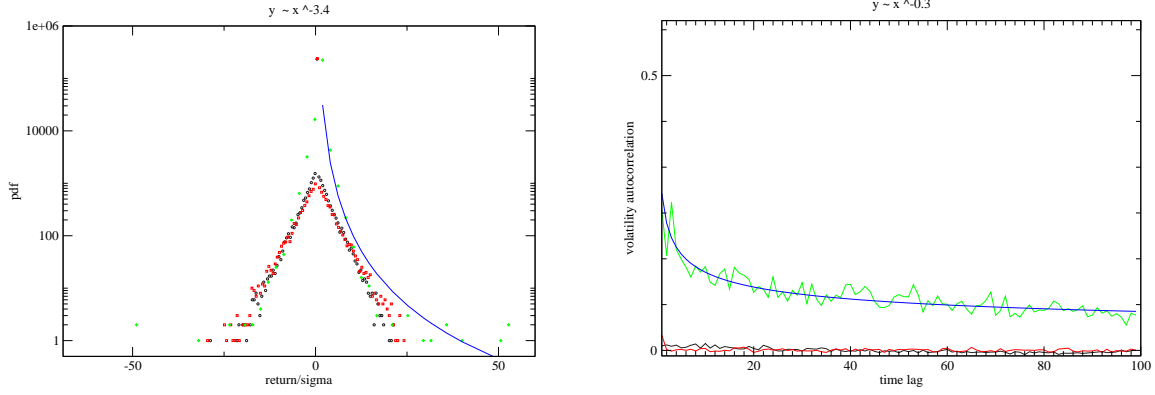 y ~ x ^-3.4
1e+06
10000
100
1
pdf
-50
0
50
return/sigma
y ~ x ^-0.3
0.5
0
volatility autocorrelation
0
20
40
60
80
100
time lag